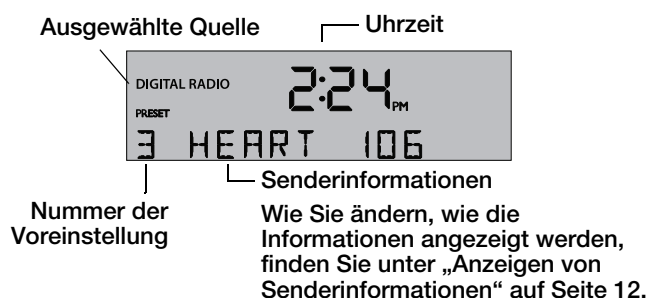 Ausgewählte Quelle
Uhrzeit
DIGITAL RADIO
2:24 PM
PRESET
3 HEART 106
Senderinformationen
Nummer der
Voreinstellung
Wie Sie ändern, wie die
Informationen angezeigt werden,
finden Sie unter „Anzeigen von
Senderinformationen“ auf Seite 12.